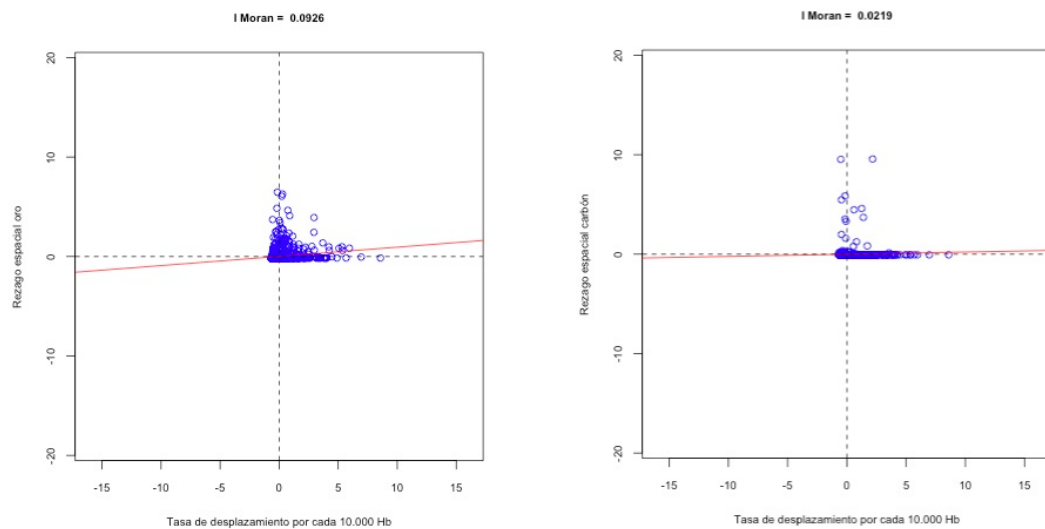 I Moran = 0.0926
Rezago espacial oro
20
10
0
-10
-20
-15 -10 -5 0 5 10 15
Tasa de desplazamiento por cada 10.000 Hb
I Moran = 0.0219
Rezago espacial carbón
20
10
0
-10
-20
-15 -10 -5 0 5 10 15
Tasa de desplazamiento por cada 10.000 Hb